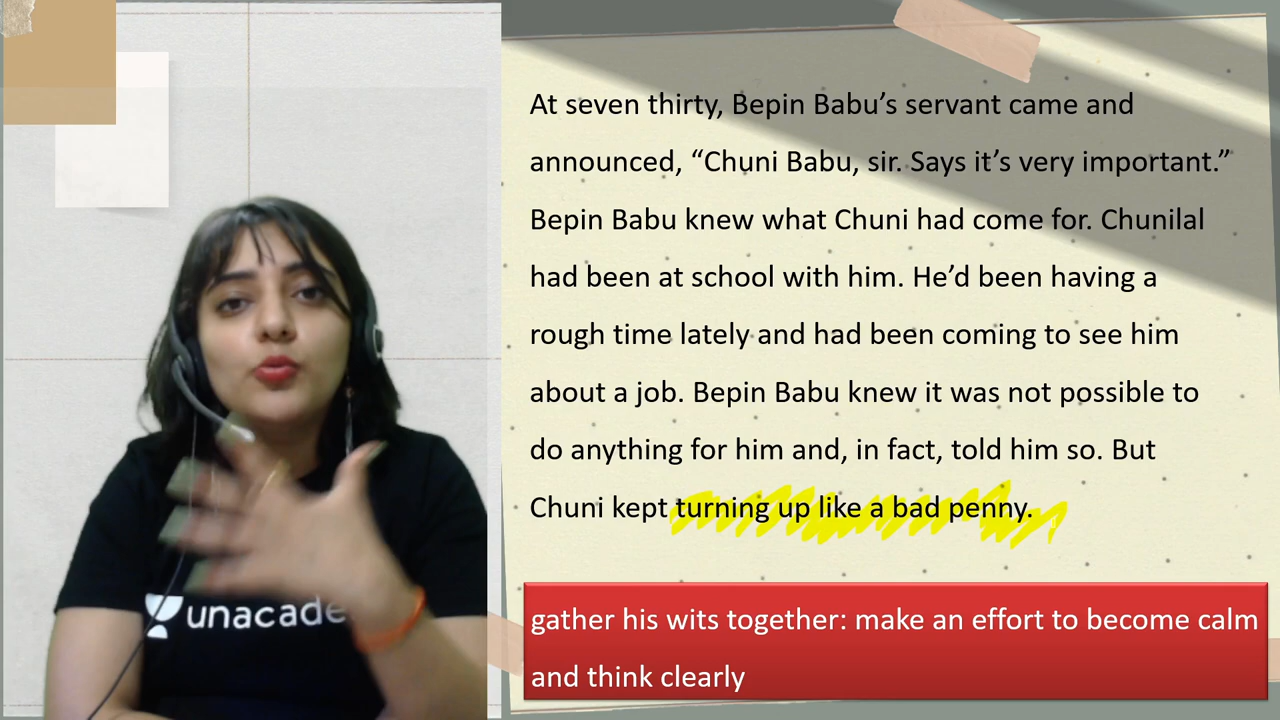 At seven thirty, Bepin Babu’s servant came and
announced, “Chuni Babu, sir. Says it’s very important.”
Bepin Babu knew what Chuni had come for. Chunilal
had been at school with him. He’d been having a
rough time lately and had been coming to see him
about a job. Bepin Babu knew it was not possible to
do anything for him and, in fact, told him so. But
Chuni kept turning up like a bad penny.
gather his wits together: make an effort to become calm
and think clearly
unacade